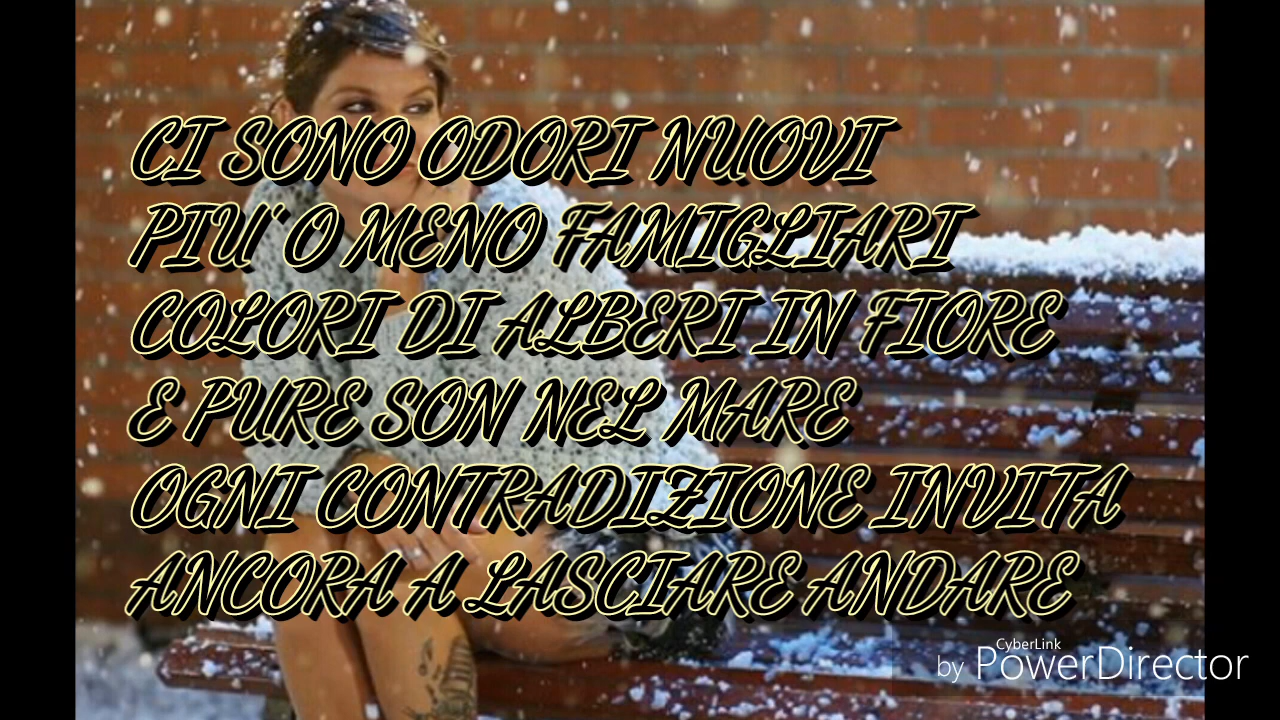 CI SONO ODORI NUOVI
PIU' O MENO FAMIGLIARI
COLORI DI ALBERI IN FIORE
E PURE SON NEL MARE
OGNI CONTRADIZIONE INVITA
ANCORA A LASCIARE ANDARE
CyberLink
by PowerDirector